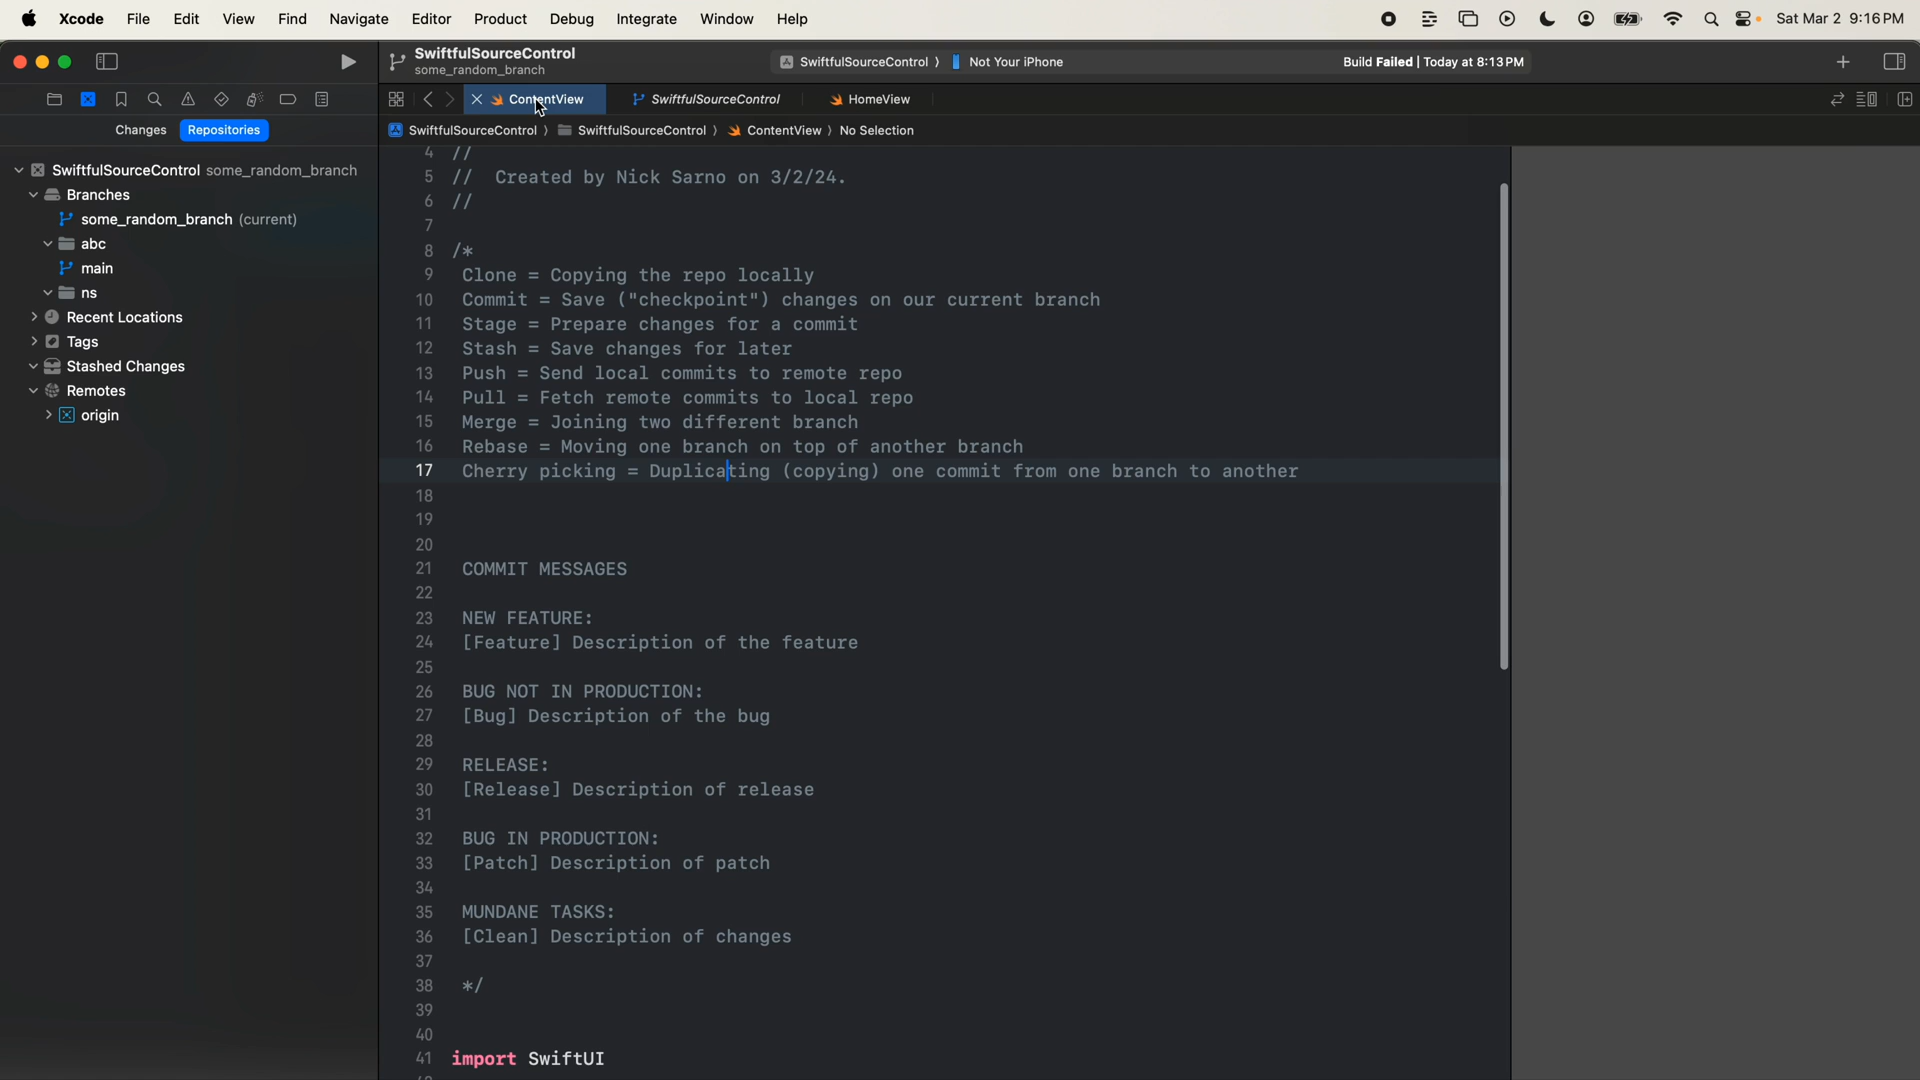 Xcode File Edit View Find Navigate Editor Product Debug Integrate Window Help Sat Mar 2 9:16 PM
SwiftfulSourceControl
some_random_branch
SwiftfulSourceControl 〉 Not Your iPhone
Build Failed | Today at 8:13 PM
ContentView
SwiftfulSourceControl
HomeView
Changes Repositories
SwiftfulSourceControl 〉 SwiftfulSourceControl 〉 ContentView 〉 No Selection
SwiftfulSourceControl some_random_branch
Branches
some_random_branch (current)
abc
main
ns
Recent Locations
Tags
Stashed Changes
Remotes
origin
4 //
5 // Created by Nick Sarno on 3/2/24.
6 //
7
8 /*
9 Clone = Copying the repo locally
10 Commit = Save ("checkpoint") changes on our current branch
11 Stage = Prepare changes for a commit
12 Stash = Save changes for later
13 Push = Send local commits to remote repo
14 Pull = Fetch remote commits to local repo
15 Merge = Joining two different branch
16 Rebase = Moving one branch on top of another branch
17 Cherry picking = Duplicating (copying) one commit from one branch to another
18
19
20
21 COMMIT MESSAGES
22
23 NEW FEATURE:
24 [Feature] Description of the feature
25
26 BUG NOT IN PRODUCTION:
27 [Bug] Description of the bug
28
29 RELEASE:
30 [Release] Description of release
31
32 BUG IN PRODUCTION:
33 [Patch] Description of patch
34
35 MUNDANE TASKS:
36 [Clean] Description of changes
37
38 */
39
40
41 import SwiftUI